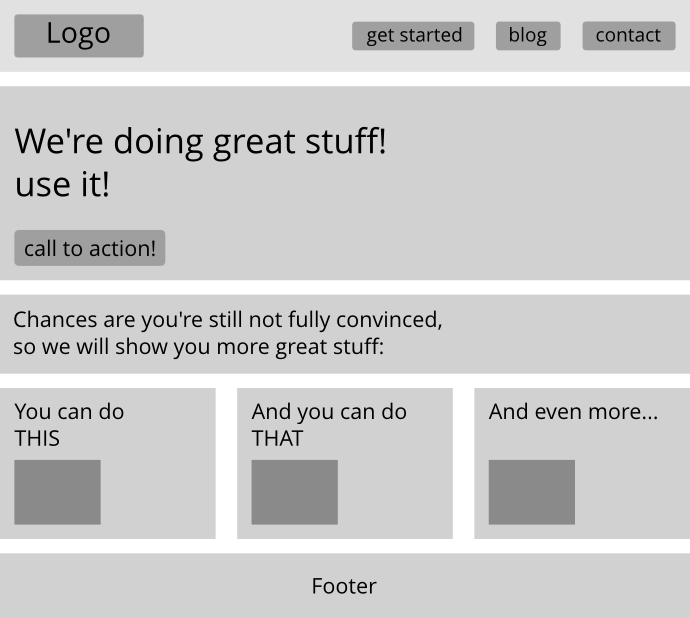 Logo
get started
blog
contact
We're doing great stuff!
use it!
call to action!
Chances are you're still not fully convinced,
so we will show you more great stuff:
You can do
THIS
And you can do
THAT
And even more...
Footer